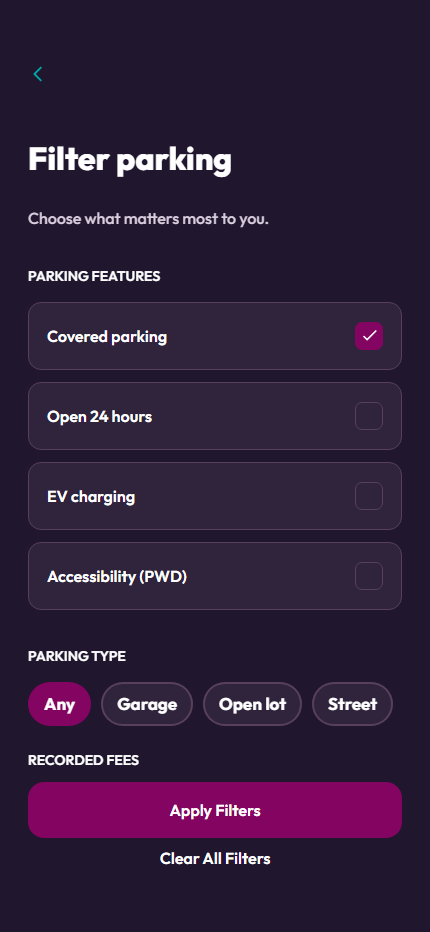 Filter parking
Choose what matters most to you.
PARKING FEATURES
Covered parking
Open 24 hours
EV charging
Accessibility (PWD)
PARKING TYPE
Any Garage Open lot Street
RECORDED FEES
Apply Filters
Clear All Filters